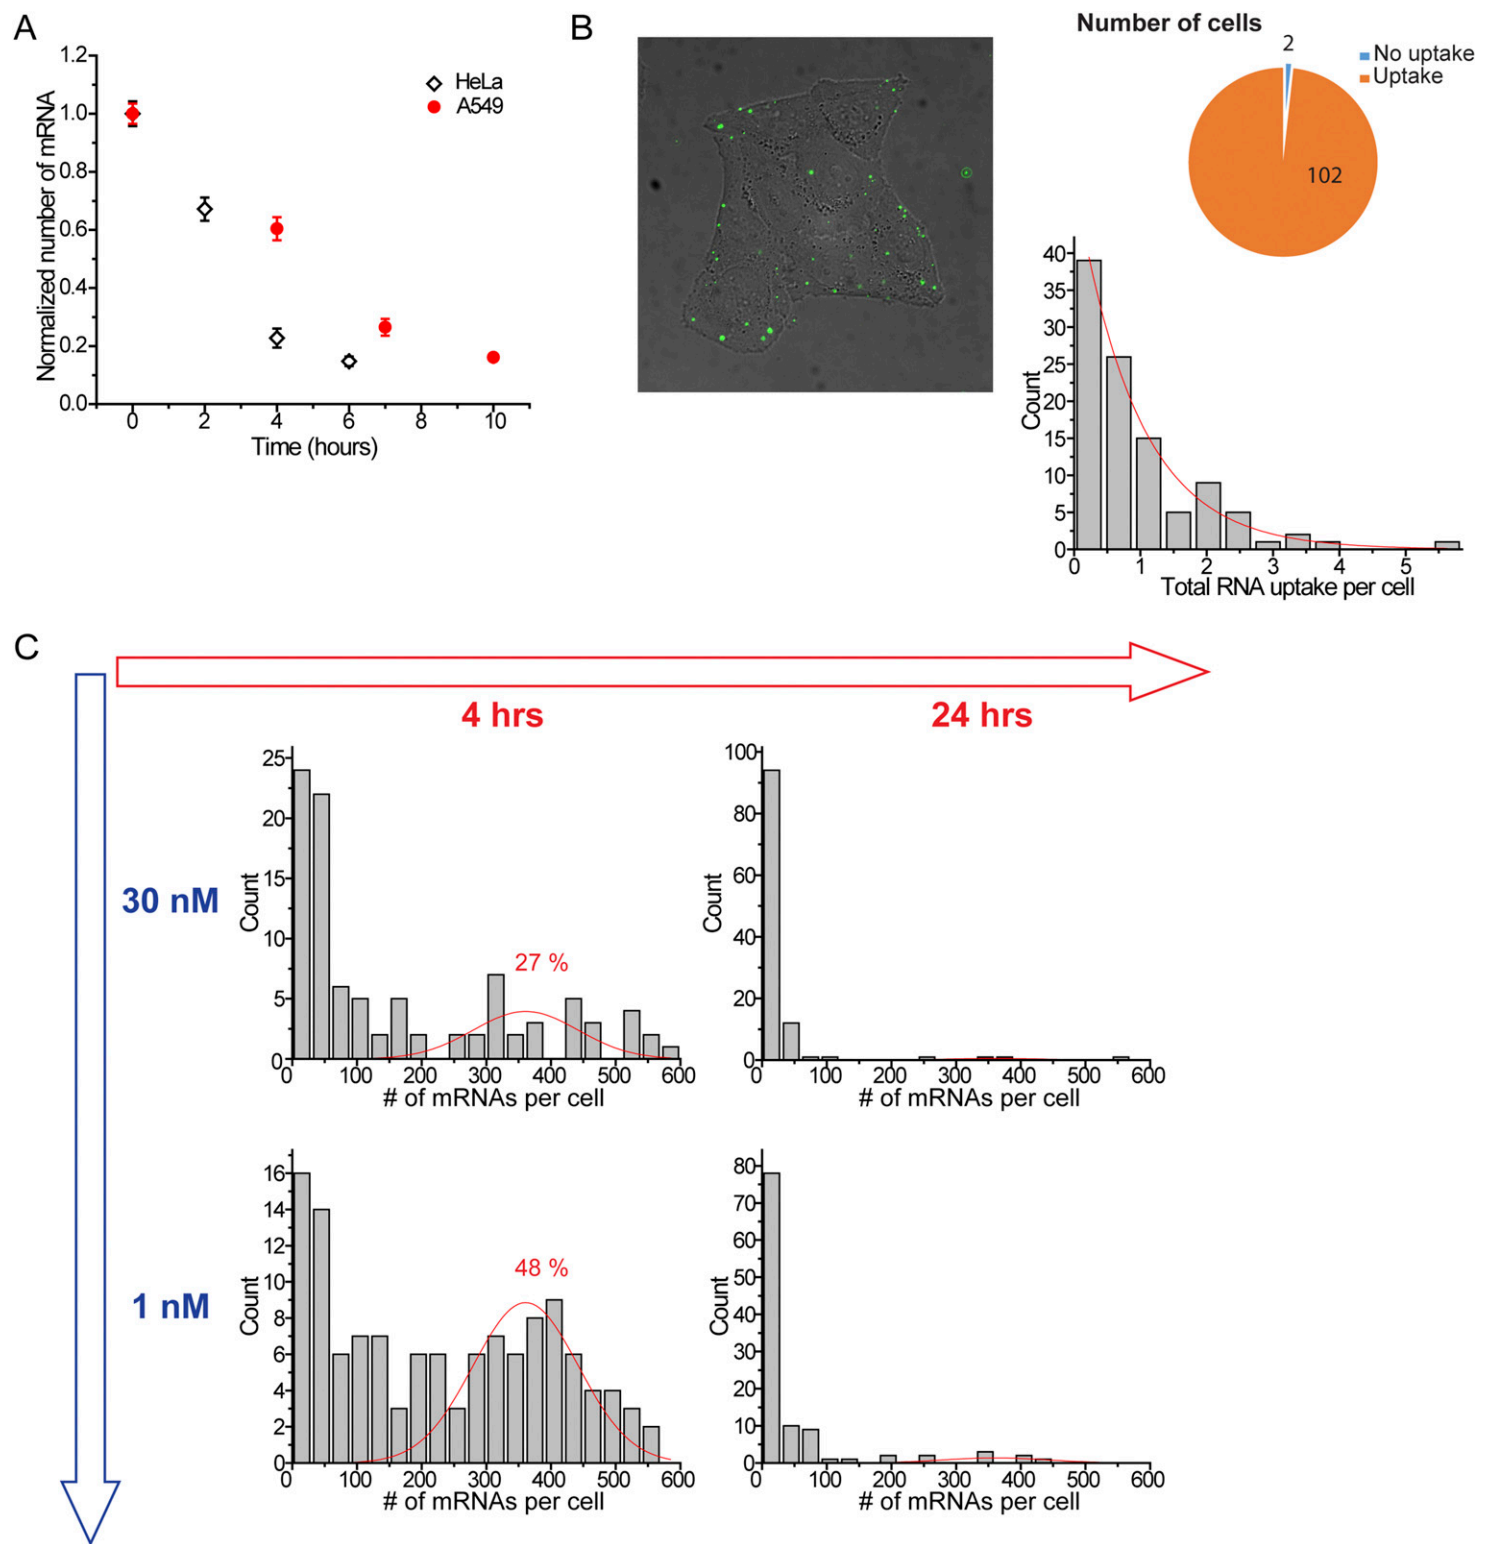 A
1.2
1.0
0.8
0.6
0.4
0.2
0.0
0 2 4 6 8 10
Normalized number of mRNA
Time (hours)
HeLa
A549
B
Number of cells
2
No uptake
Uptake
102
40
35
30
25
20
15
10
5
0
0 1 2 3 4 5
Count
Total RNA uptake per cell
C
4 hrs 24 hrs
30 nM
25
20
15
10
5
0
0 100 200 300 400 500 600
Count
27 %
# of mRNAs per cell
100
80
60
40
20
0
0 100 200 300 400 500 600
Count
# of mRNAs per cell
1 nM
16
14
12
10
8
6
4
2
0
0 100 200 300 400 500 600
Count
48 %
# of mRNAs per cell
80
70
60
50
40
30
20
10
0
0 100 200 300 400 500 600
Count
# of mRNAs per cell